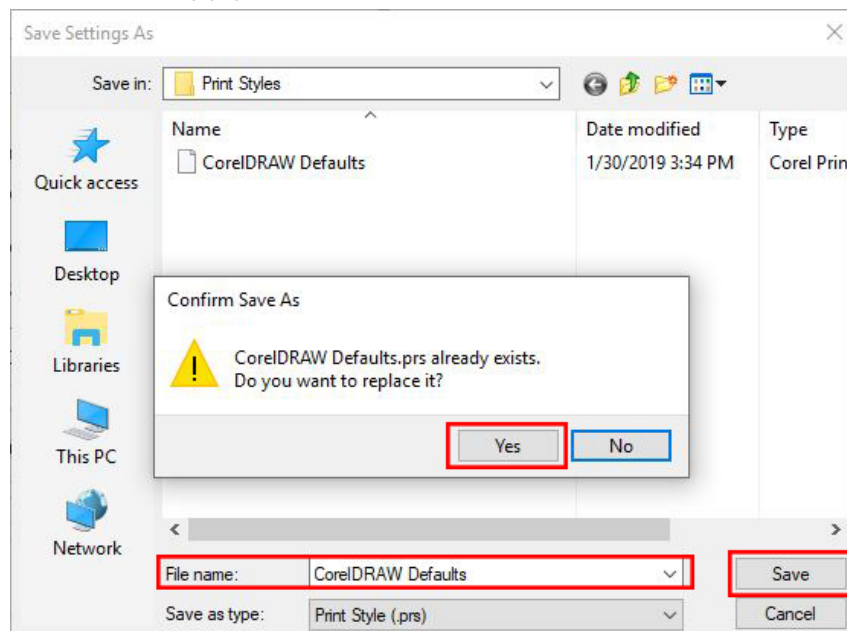 Save Settings As
Save in: Print Styles
Name Date modified Type
CorelDRAW Defaults 1/30/2019 3:34 PM Corel Prin
Quick access
Desktop
Libraries
This PC
Network
Confirm Save As
CorelDRAW Defaults.prs already exists.
Do you want to replace it?
Yes No
File name: CorelDRAW Defaults Save
Save as type: Print Style (.prs) Cancel